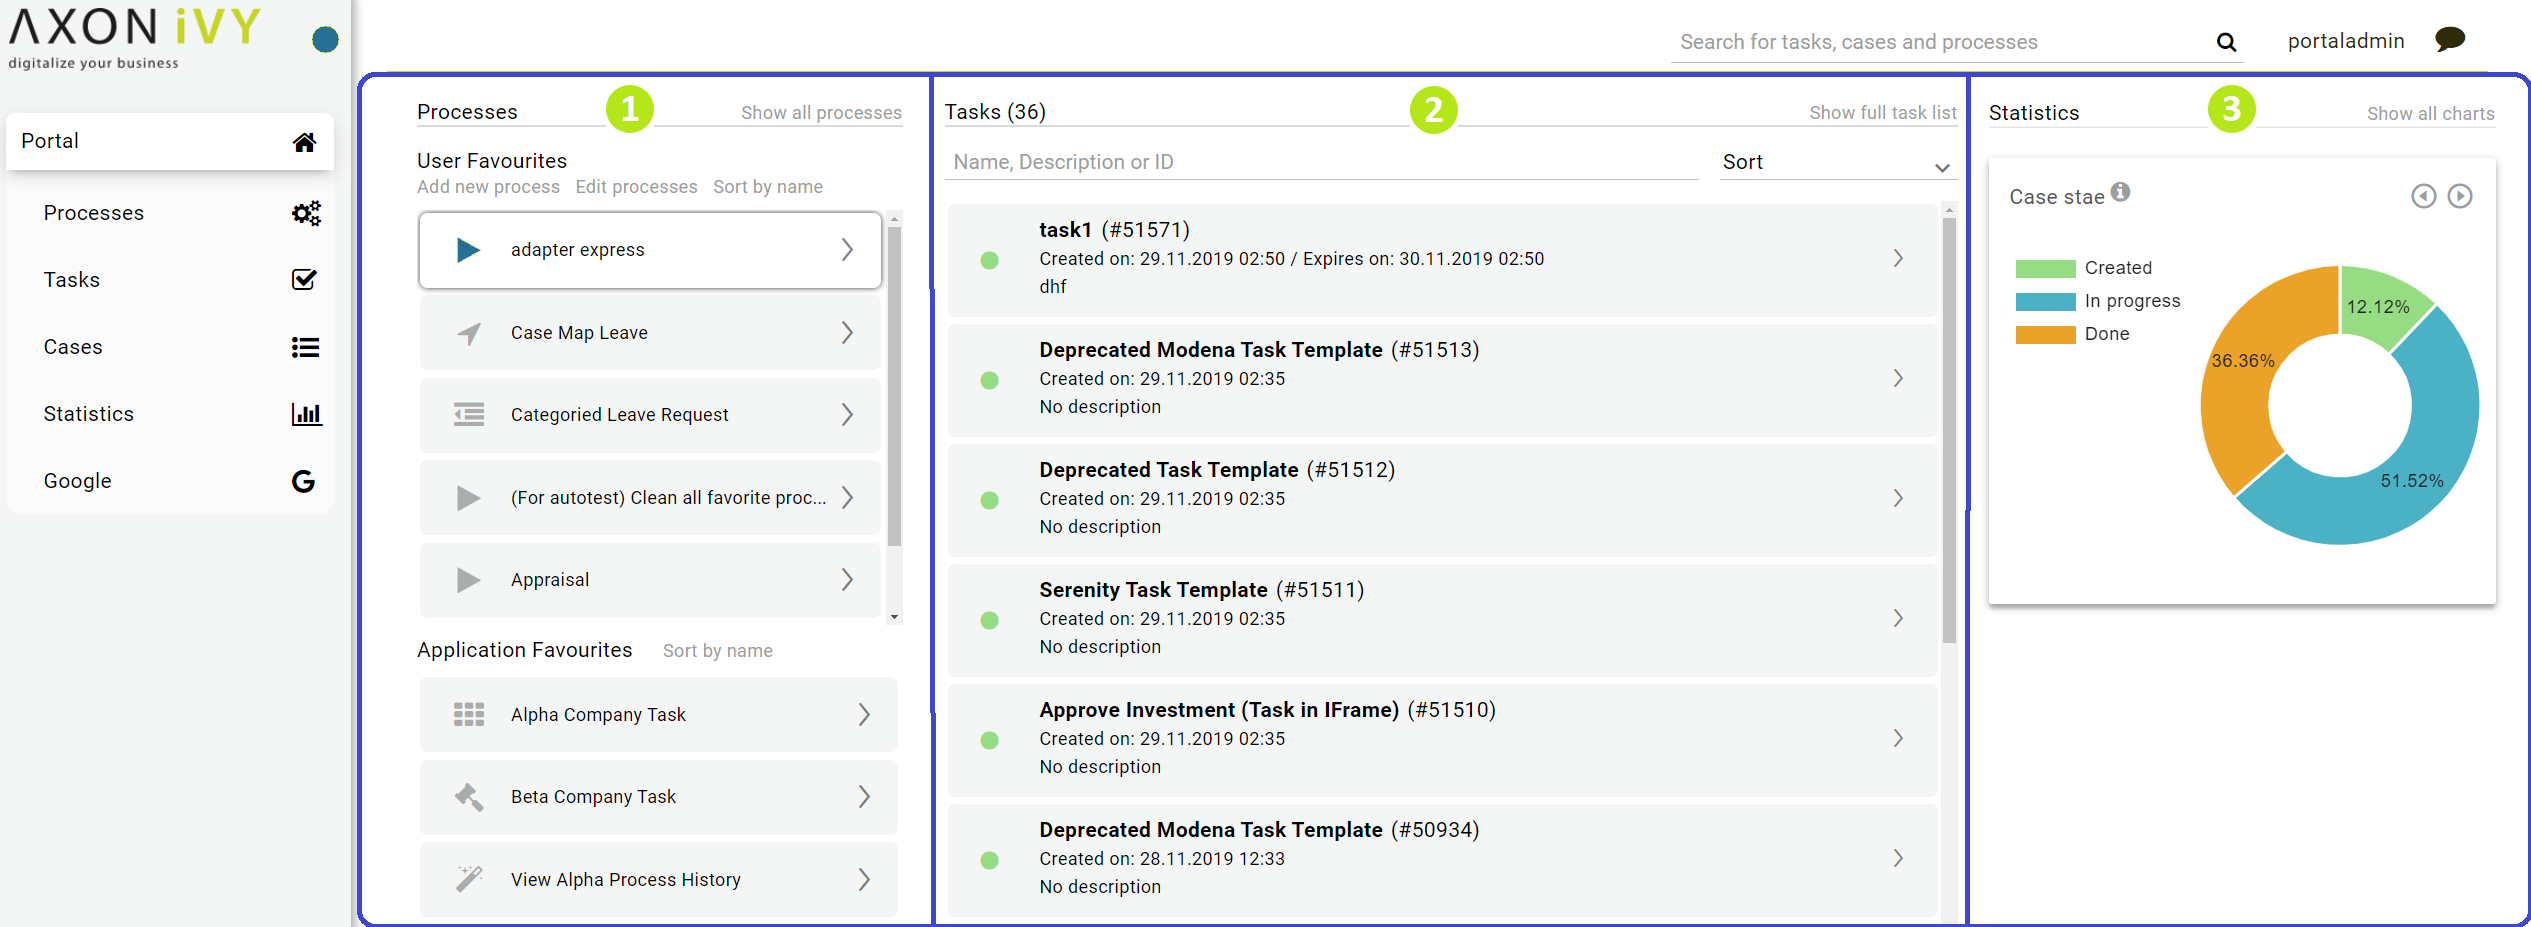 AXON iVY
digitalize your business
Search for tasks, cases and processes
portaladmin
Portal
Processes
Tasks
Cases
Statistics
Google
Processes
1
Show all processes
User Favourites
Add new process Edit processes Sort by name
adapter express
Case Map Leave
Categoried Leave Request
(For autotest) Clean all favorite proc...
Appraisal
Application Favourites Sort by name
Alpha Company Task
Beta Company Task
View Alpha Process History
Tasks (36)
2
Show full task list
Name, Description or ID
Sort
task1 (#51571)
Created on: 29.11.2019 02:50 / Expires on: 30.11.2019 02:50
dhf
Deprecated Modena Task Template (#51513)
Created on: 29.11.2019 02:35
No description
Deprecated Task Template (#51512)
Created on: 29.11.2019 02:35
No description
Serenity Task Template (#51511)
Created on: 29.11.2019 02:35
No description
Approve Investment (Task in IFrame) (#51510)
Created on: 29.11.2019 02:35
No description
Deprecated Modena Task Template (#50934)
Created on: 28.11.2019 12:33
No description
Statistics
3
Show all charts
Case stae
Created
In progress
Done
12.12%
36.36%
51.52%